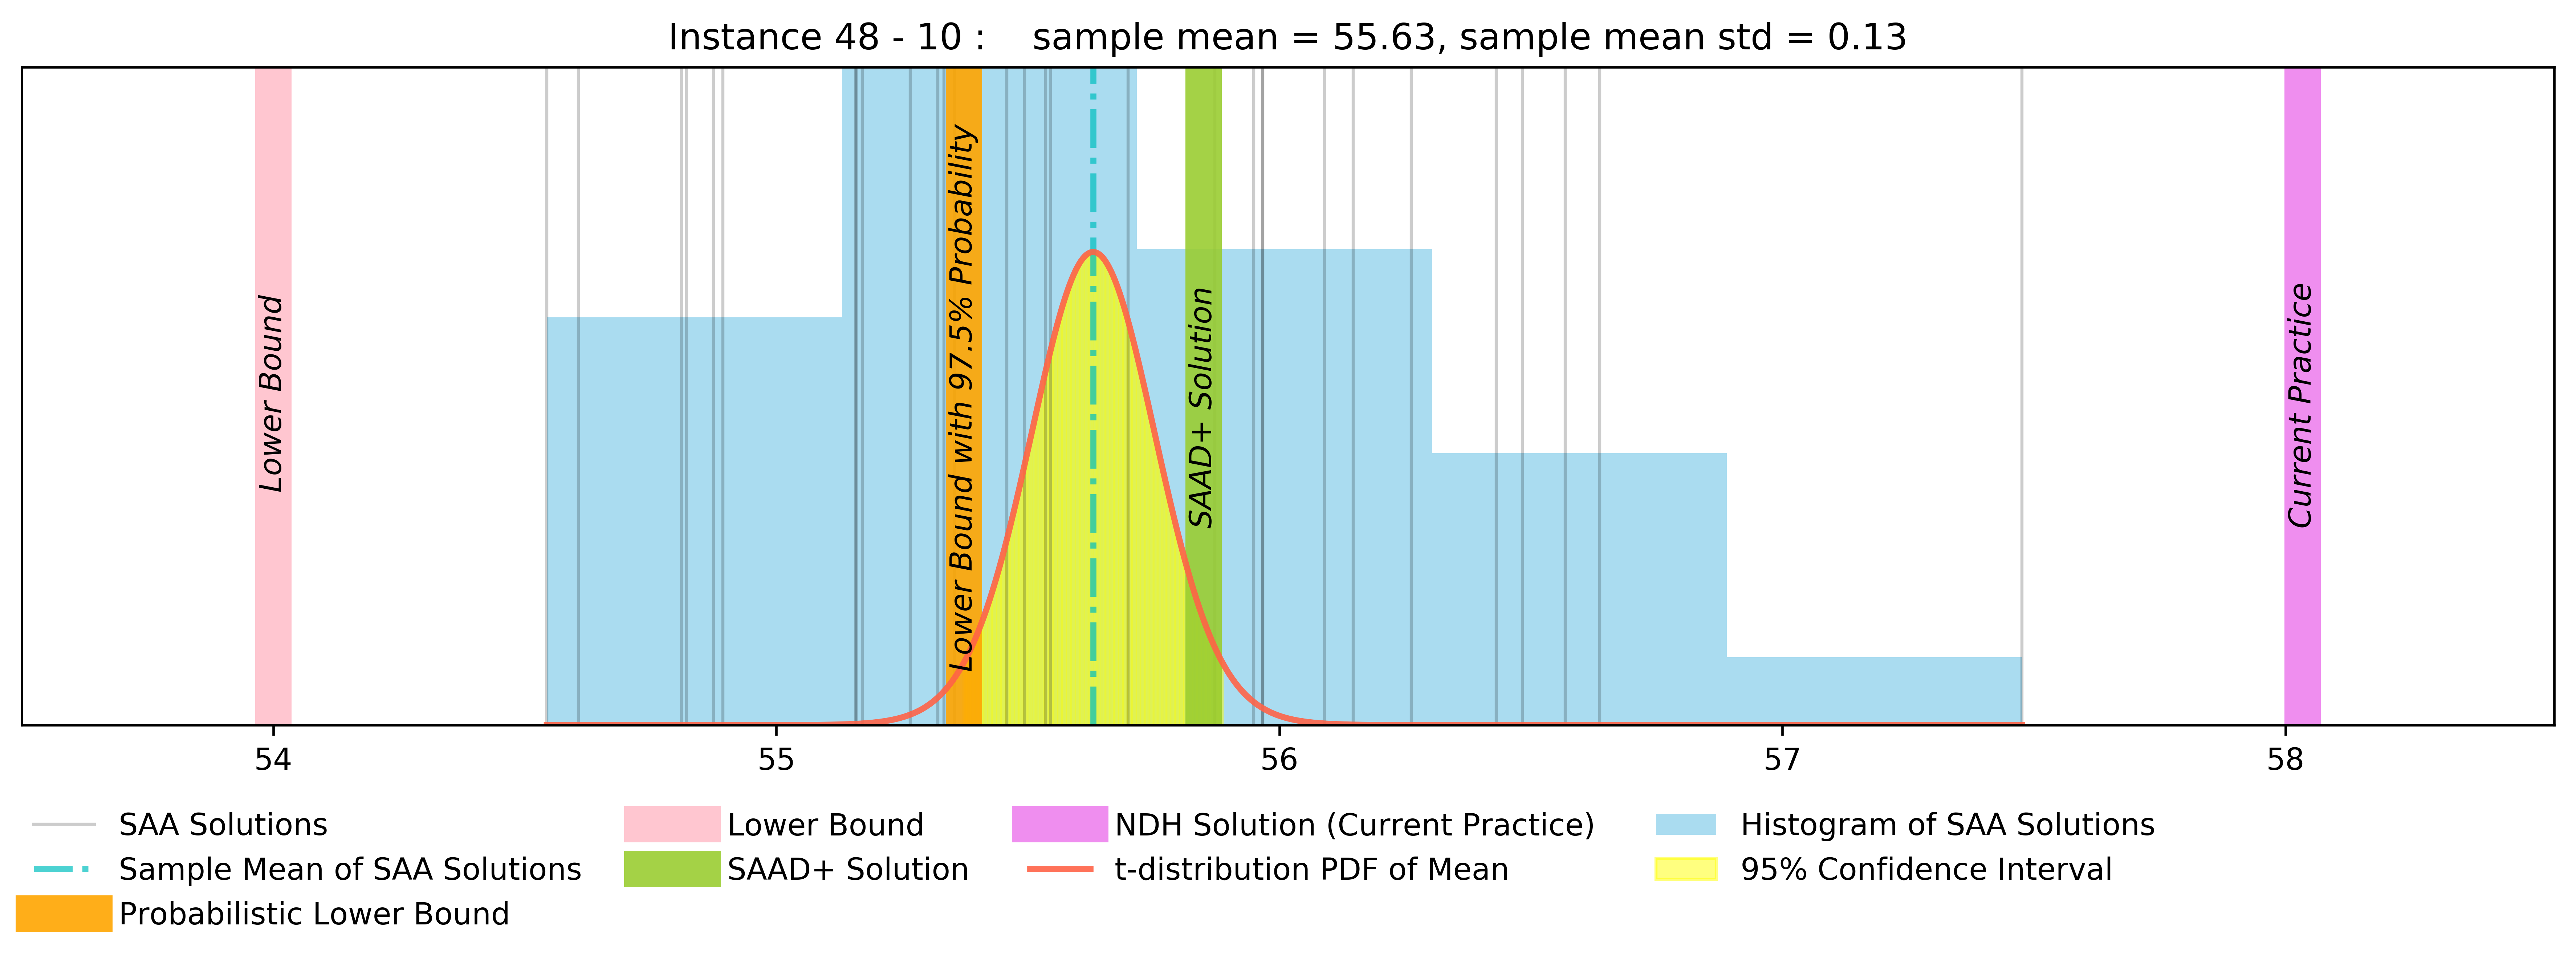 Instance 48 - 10 :    sample mean = 55.63, sample mean std = 0.13
Lower Bound
Lower Bound with 97.5% Probability
SAAD+ Solution
Current Practice
54
55
56
57
58
SAA Solutions
Sample Mean of SAA Solutions
Probabilistic Lower Bound
Lower Bound
SAAD+ Solution
NDH Solution (Current Practice)
t-distribution PDF of Mean
Histogram of SAA Solutions
95% Confidence Interval